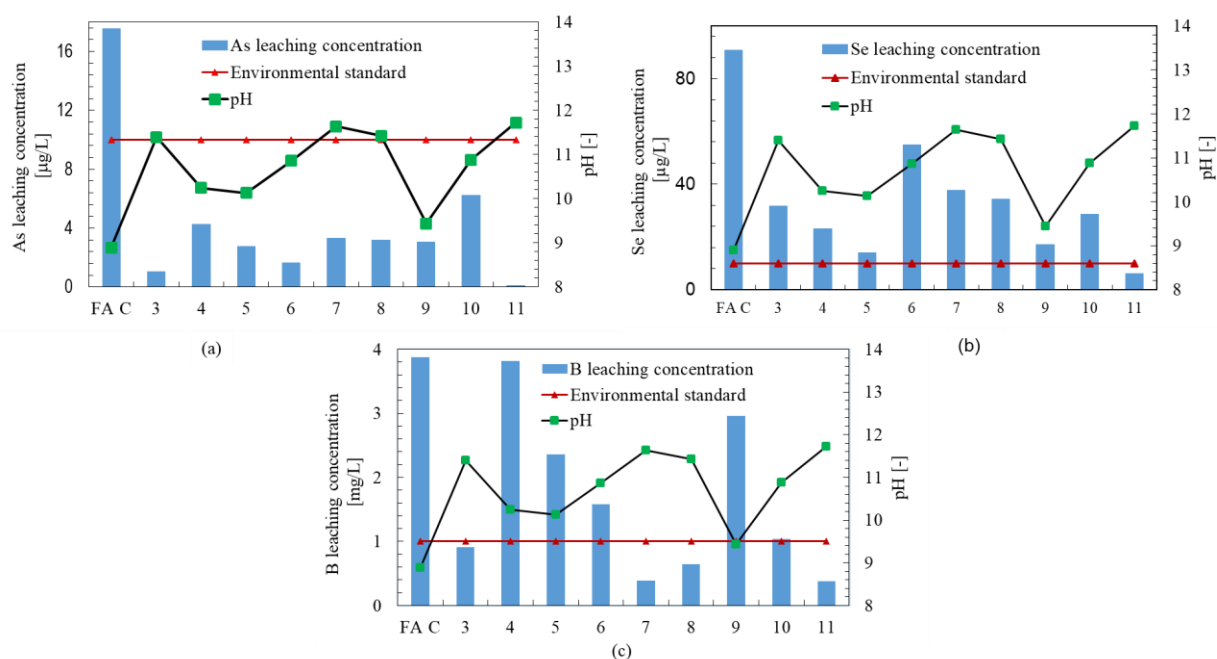 As leaching concentration
[µg/L]
16
12
8
4
0
As leaching concentration
Environmental standard
pH
14
13
12
11
10
9
8
pH [-]
FA C 3 4 5 6 7 8 9 10 11
(a)
Se leaching concentration
[µg/L]
80
40
0
Se leaching concentration
Environmental standard
pH
14
13
12
11
10
9
8
pH [-]
FA C 3 4 5 6 7 8 9 10 11
(b)
B leaching concentration
[mg/L]
4
3
2
1
0
B leaching concentration
Environmental standard
pH
14
13
12
11
10
9
8
pH [-]
FA C 3 4 5 6 7 8 9 10 11
(c)